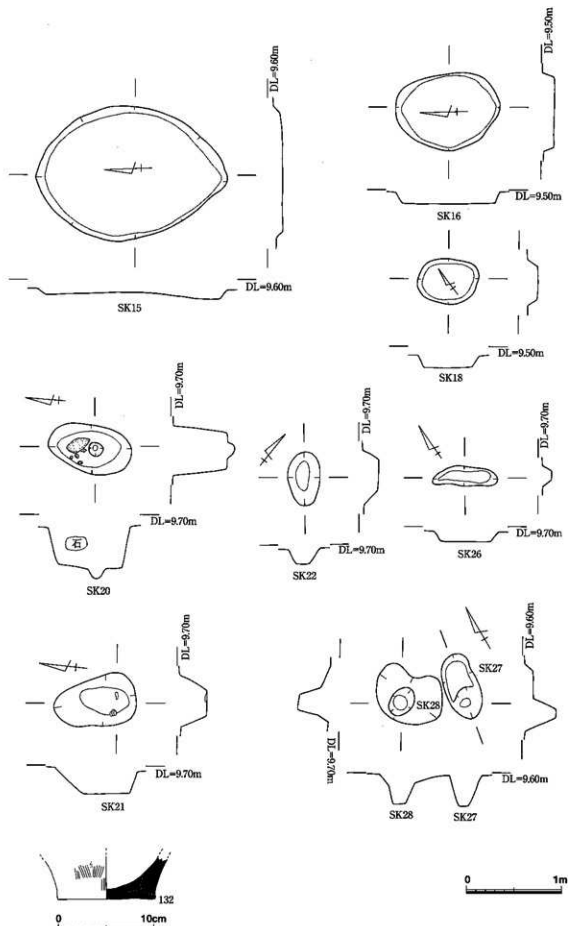 DL=9.60m
DL=9.60m
SK15
DL=9.50m
DL=9.50m
SK16
DL=9.50m
SK18
DL=9.70m
DL=9.70m
石
SK20
DL=9.70m
DL=9.70m
SK22
DL=9.70m
DL=9.70m
SK26
DL=9.70m
DL=9.70m
SK21
DL=9.60m
SK27
SK28
DL=9.70m
DL=9.60m
SK28
SK27
132
0
10cm
0
1m